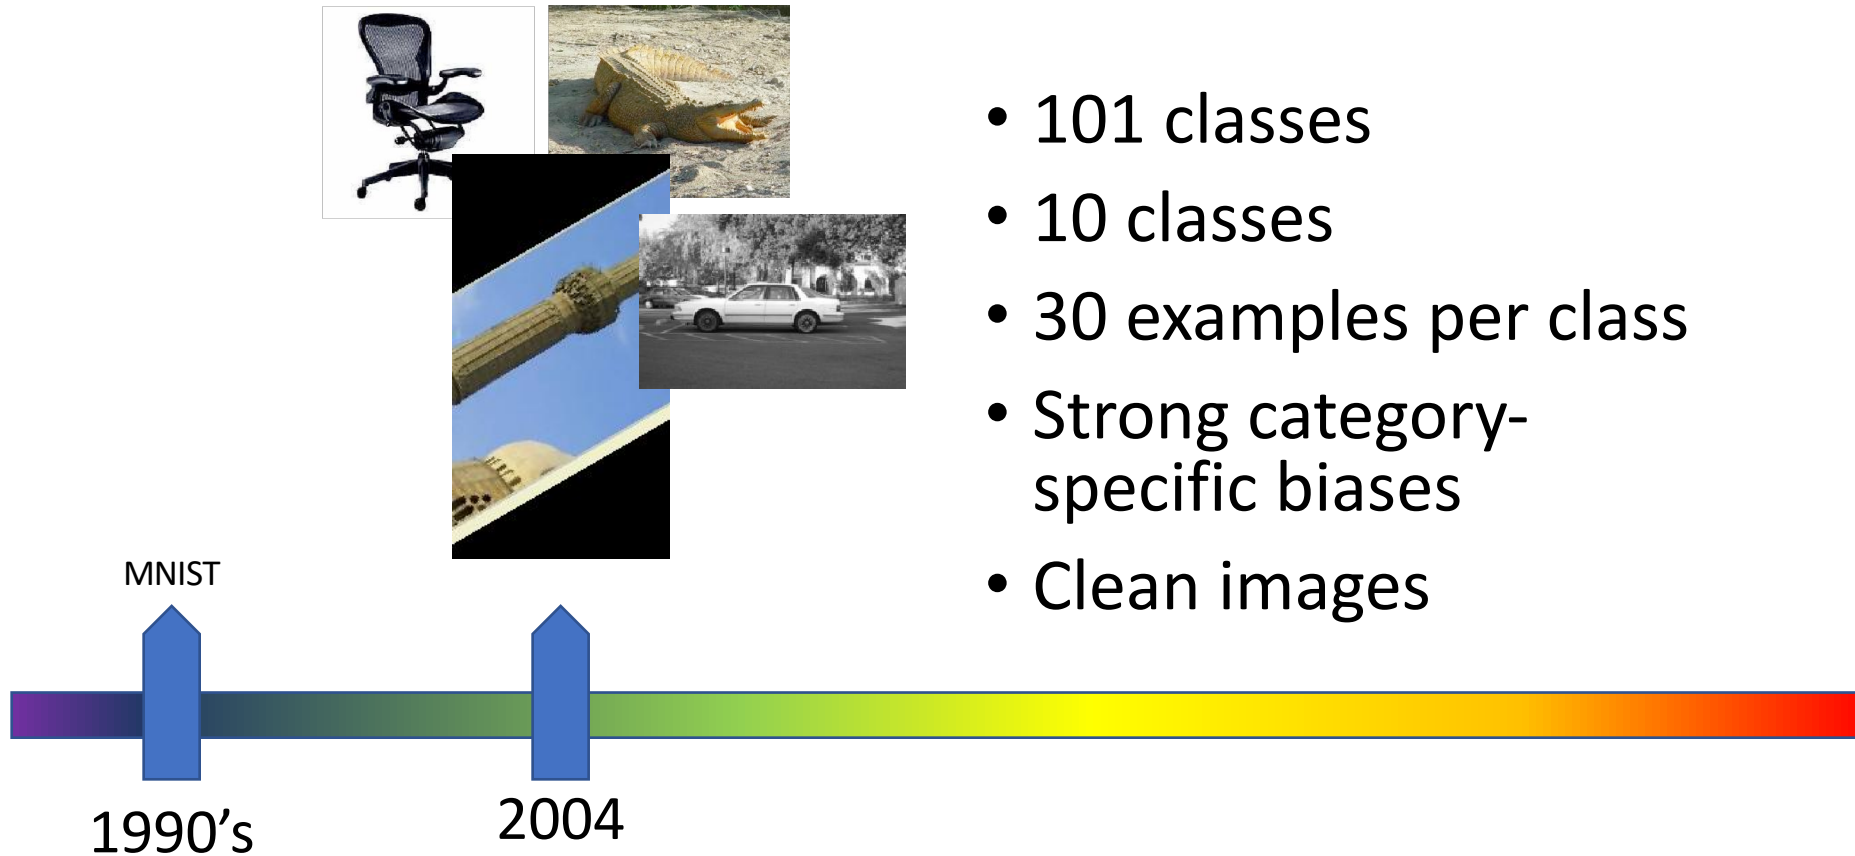 • 101 classes
• 10 classes
• 30 examples per class
• Strong category-
specific biases
• Clean images
MNIST
1990’s
2004